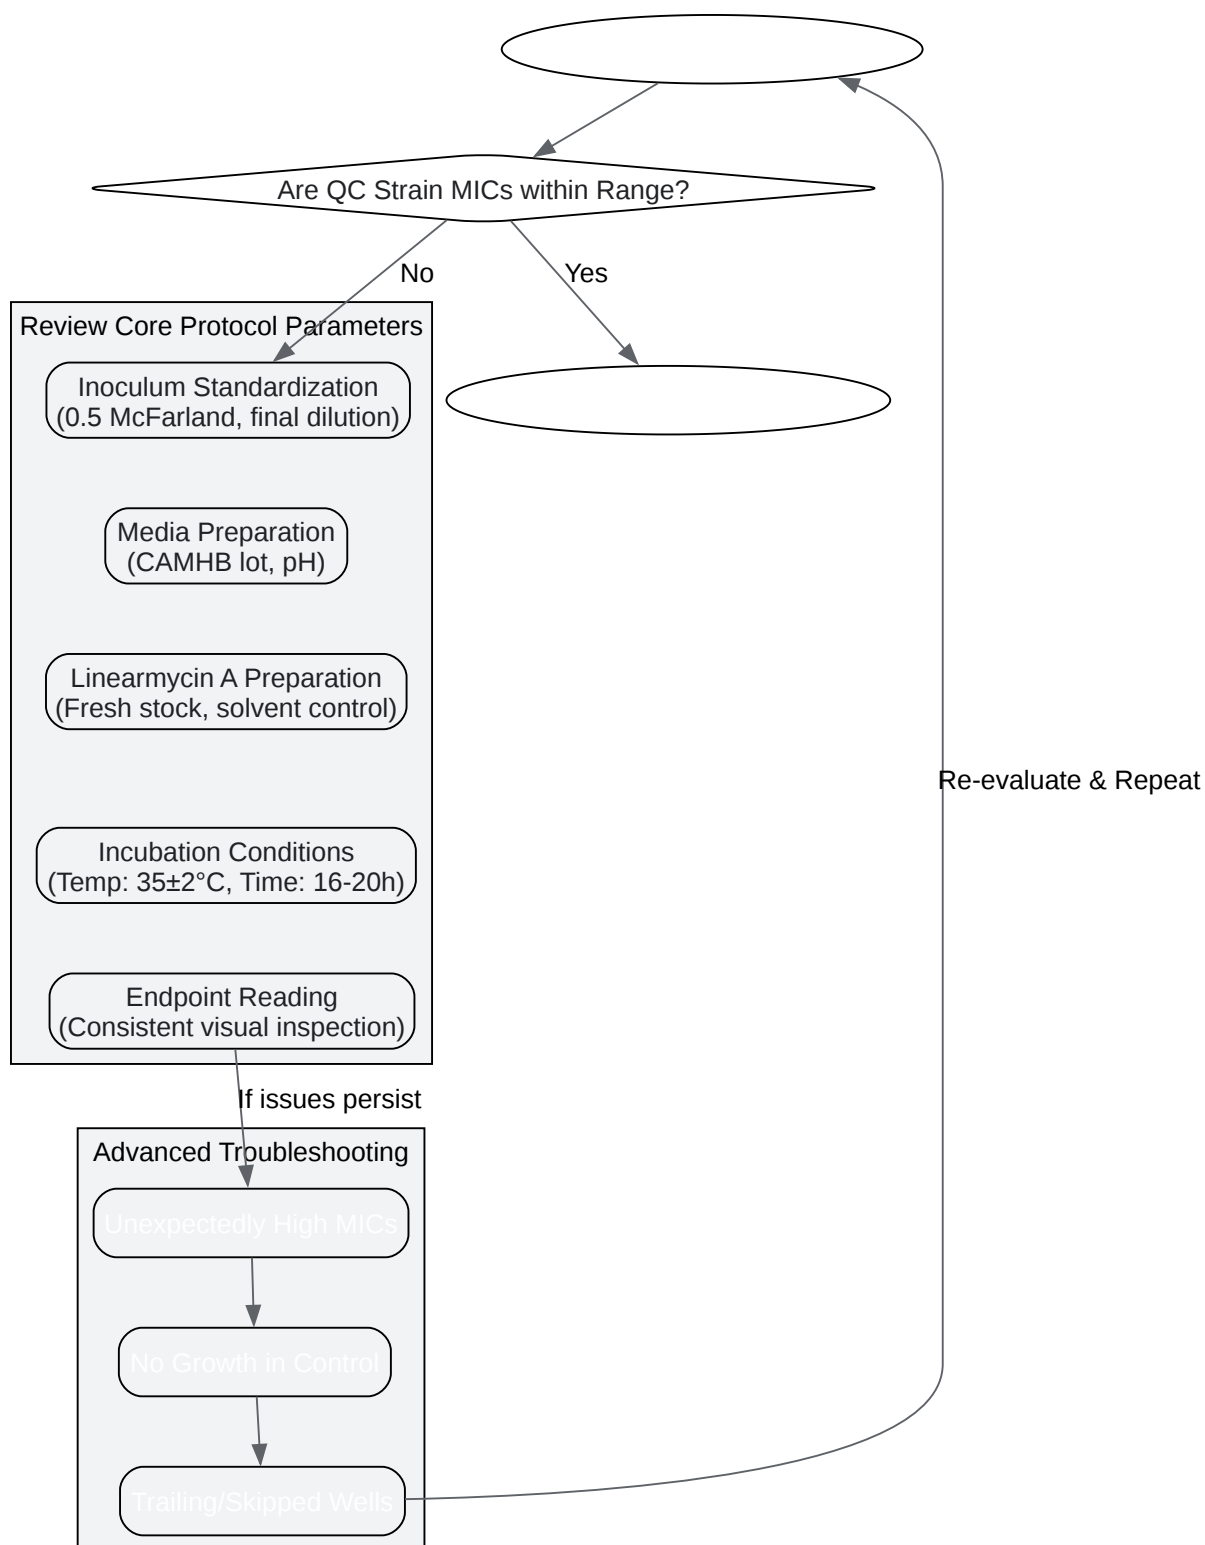 Are QC Strain MICs within Range?
No
Yes
Review Core Protocol Parameters
Inoculum Standardization
(0.5 McFarland, final dilution)
Media Preparation
(CAMHB lot, pH)
Linearmycin A Preparation
(Fresh stock, solvent control)
Re-evaluate & Repeat
Incubation Conditions
(Temp: 35±2°C, Time: 16-20h)
Endpoint Reading
(Consistent visual inspection)
If issues persist
Advanced Troubleshooting
Unexpectedly High MICs
No Growth in Control
Trailing/Skipped Wells